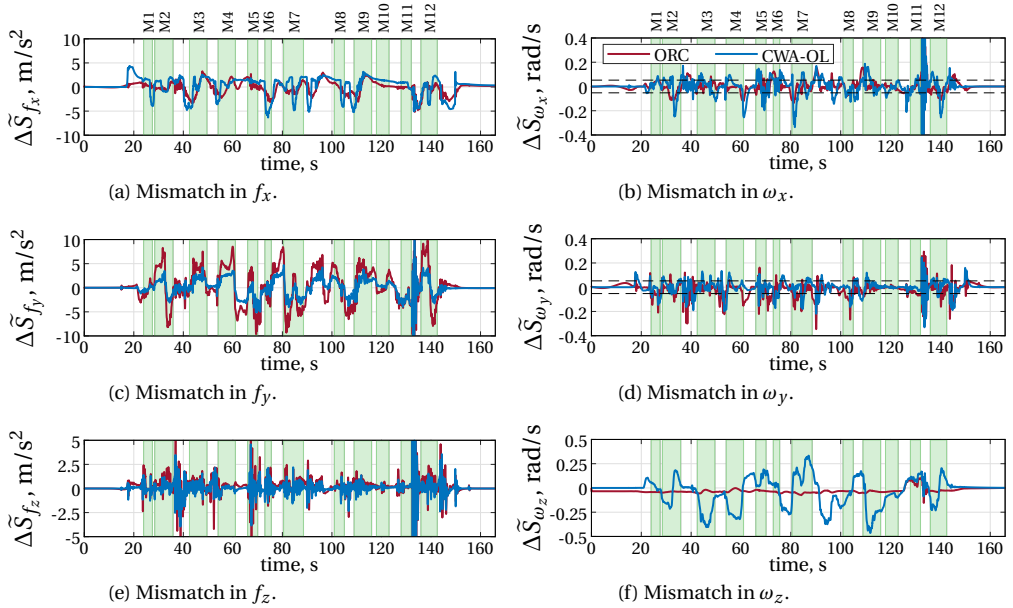 M1 M2 M3 M4 M5 M6 M7 M8 M9 M10 M11 M12
ΔS̃fx, m/s²
10
5
0
-5
-10
0 20 40 60 80 100 120 140 160
time, s
(a) Mismatch in fx.
M1 M2 M3 M4 M5 M6 M7 M8 M9 M10 M11 M12
ORC CWA-OL
ΔS̃ωx, rad/s
0.4
0.2
0
-0.2
-0.4
0 20 40 60 80 100 120 140 160
time, s
(b) Mismatch in ωx.
ΔS̃fy, m/s²
10
5
0
-5
-10
0 20 40 60 80 100 120 140 160
time, s
(c) Mismatch in fy.
ΔS̃ωy, rad/s
0.4
0.2
0
-0.2
-0.4
0 20 40 60 80 100 120 140 160
time, s
(d) Mismatch in ωy.
ΔS̃fz, m/s²
5
2.5
0
-2.5
-5
0 20 40 60 80 100 120 140 160
time, s
(e) Mismatch in fz.
ΔS̃ωz, rad/s
0.5
0.25
0
-0.25
-0.5
0 20 40 60 80 100 120 140 160
time, s
(f) Mismatch in ωz.